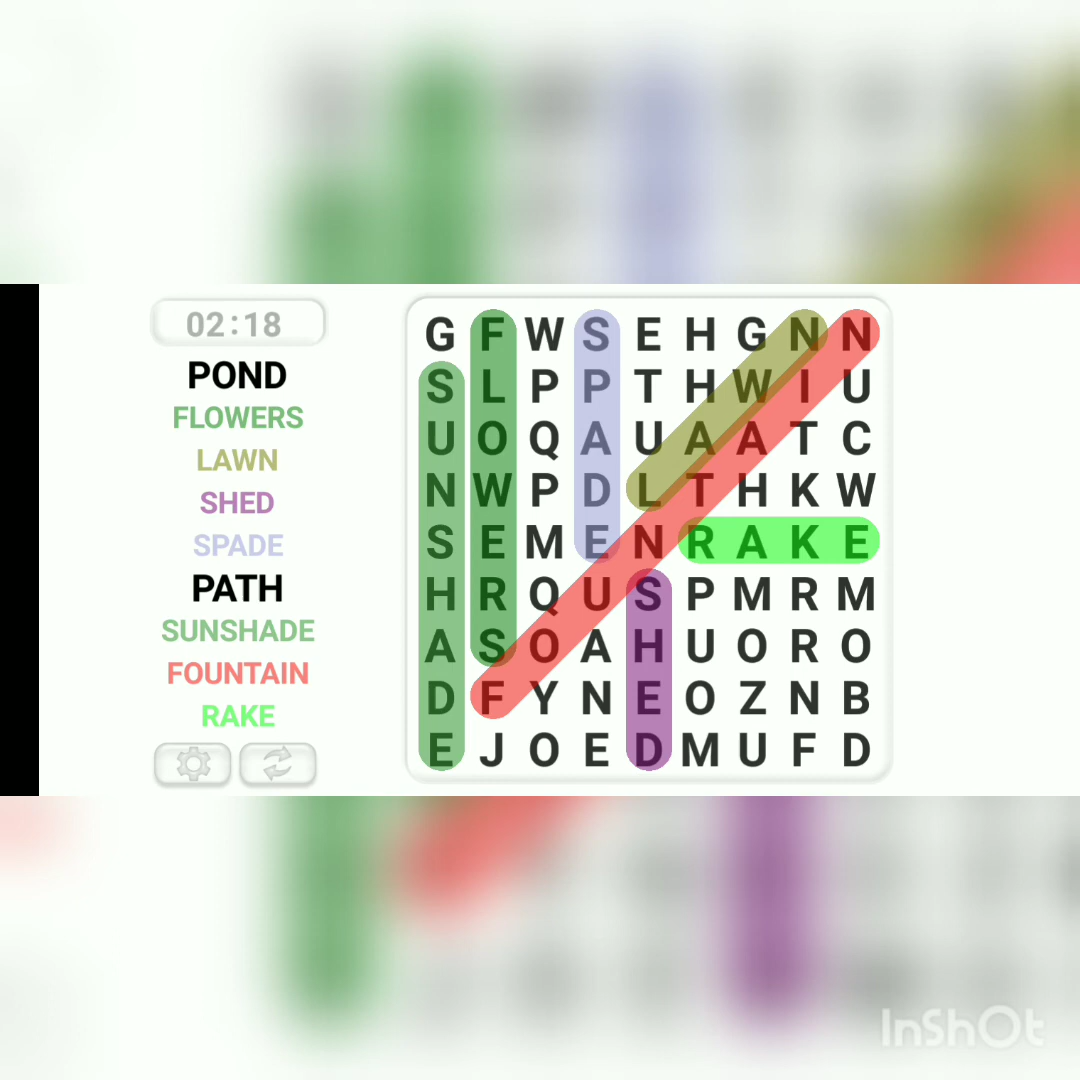 02:18
POND
FLOWERS
LAWN
SHED
SPADE
PATH
SUNSHADE
FOUNTAIN
RAKE
G F W S E H G N N
S L P P T H W I U
U O Q A U A A T C
N W P D L T H K W
S E M E N R A K E
H R Q U S P M R M
A S O A H U O R O
D F Y N E O Z N B
E J O E D M U F D
InShOt